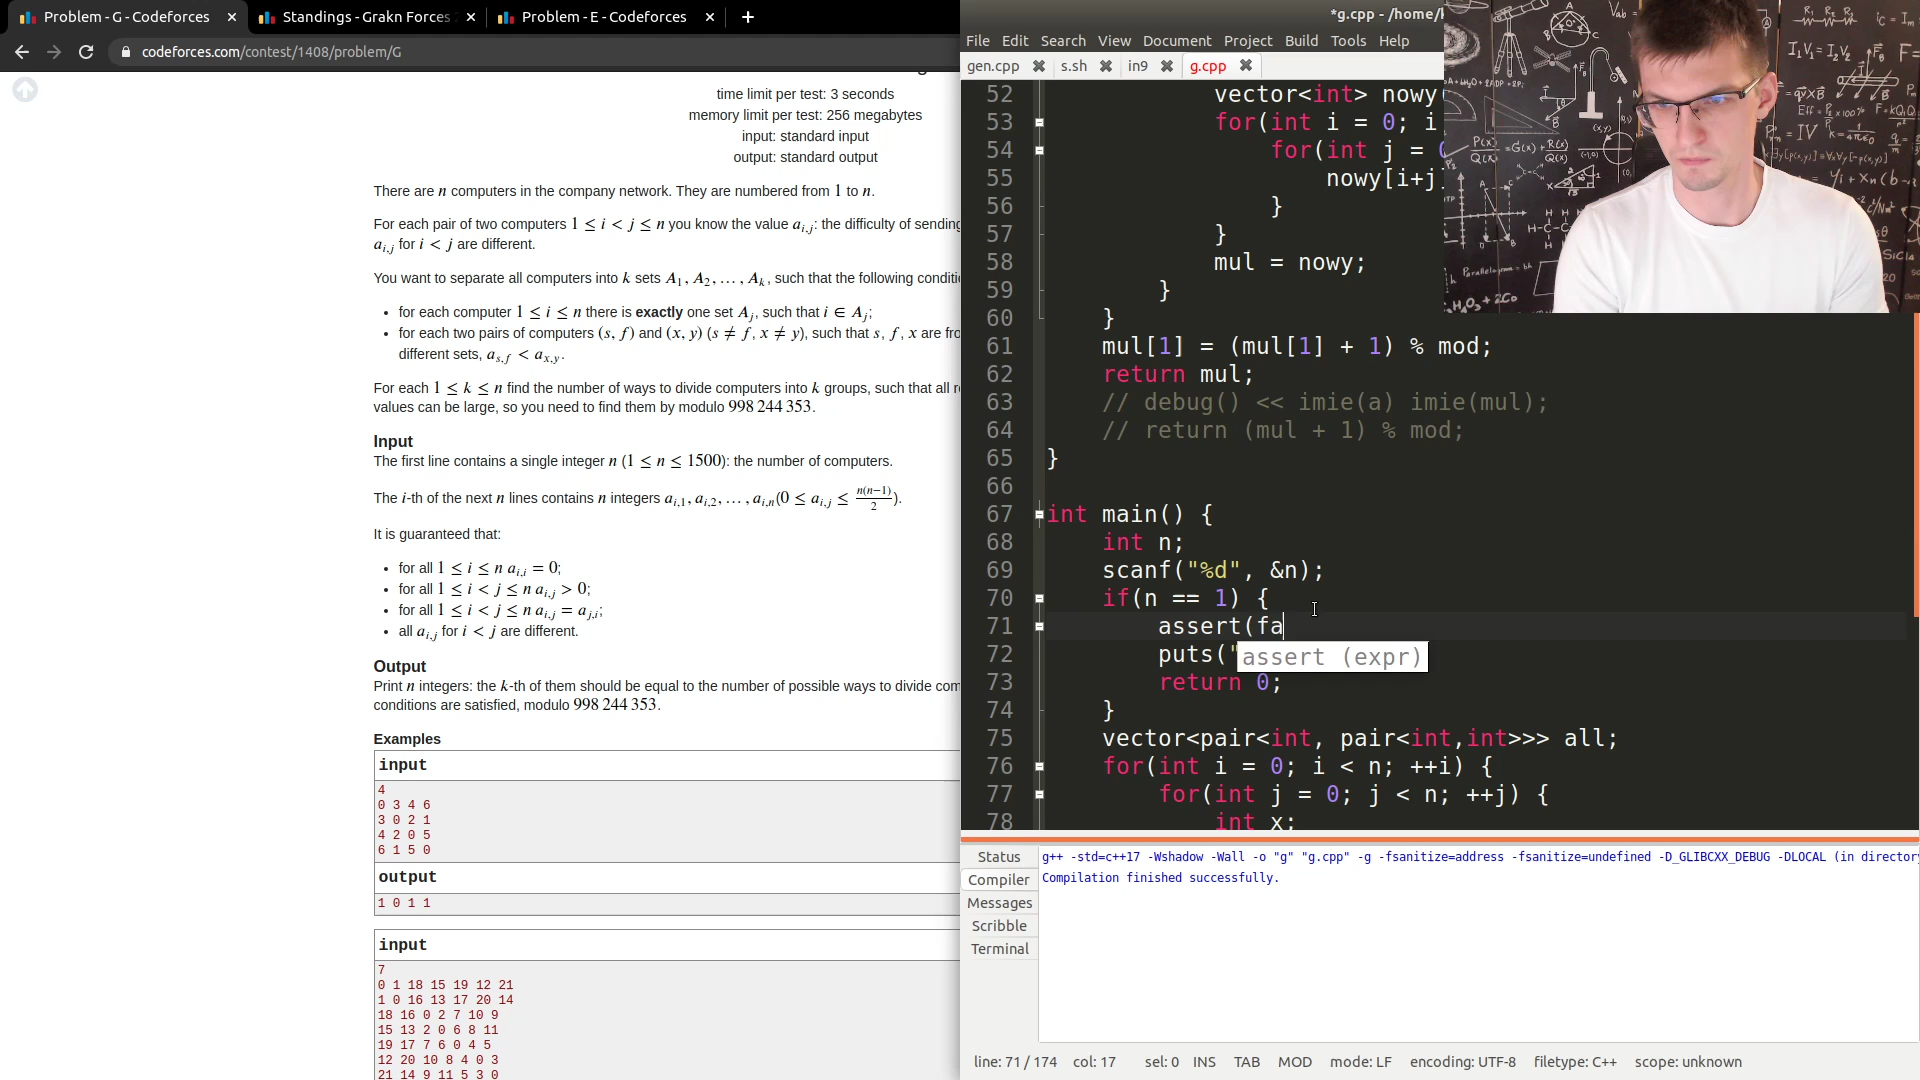 Problem - G - Codeforces
Standings - Grakn Forces
Problem - E - Codeforces
codeforces.com/contest/1408/problem/G
time limit per test: 3 seconds
memory limit per test: 256 megabytes
input: standard input
output: standard output
There are n computers in the company network. They are numbered from 1 to n.
For each pair of two computers 1 ≤ i < j ≤ n you know the value a_{i,j}: the difficulty of sending
a_{i,j} for i < j are different.
You want to separate all computers into k sets A_1, A_2, …, A_k, such that the following conditi
• for each computer 1 ≤ i ≤ n there is exactly one set A_j, such that i ∈ A_j;
• for each two pairs of computers (s, f) and (x, y) (s ≠ f, x ≠ y), such that s, f, x are fro
different sets, a_{s,f} < a_{x,y}.
For each 1 ≤ k ≤ n find the number of ways to divide computers into k groups, such that all r
values can be large, so you need to find them by modulo 998 244 353.
Input
The first line contains a single integer n (1 ≤ n ≤ 1500): the number of computers.
The i-th of the next n lines contains n integers a_{i,1}, a_{i,2}, …, a_{i,n}(0 ≤ a_{i,j} ≤ n(n−1)/2).
It is guaranteed that:
• for all 1 ≤ i ≤ n a_{i,i} = 0;
• for all 1 ≤ i < j ≤ n a_{i,j} > 0;
• for all 1 ≤ i < j ≤ n a_{i,j} = a_{j,i};
• all a_{i,j} for i < j are different.
Output
Print n integers: the k-th of them should be equal to the number of possible ways to divide com
conditions are satisfied, modulo 998 244 353.
Examples
input
4
0 3 4 6
3 0 2 1
4 2 0 5
6 1 5 0
output
1 0 1 1
input
7
0 1 18 15 19 12 21
1 0 16 13 17 20 14
18 16 0 2 7 10 9
15 13 2 0 6 8 11
19 17 7 6 0 4 5
12 20 10 8 4 0 3
21 14 9 11 5 3 0
*g.cpp - /home/
File Edit Search View Document Project Build Tools Help
gen.cpp s.sh in9 g.cpp
52 vector<int> nowy
53 for(int i = 0; i
54 for(int j =
55 nowy[i+j
56 }
57 }
58 mul = nowy;
59 }
60 }
61 mul[1] = (mul[1] + 1) % mod;
62 return mul;
63 // debug() << imie(a) imie(mul);
64 // return (mul + 1) % mod;
65 }
66
67 int main() {
68 int n;
69 scanf("%d", &n);
70 if(n == 1) {
71 assert(fa
72 puts("
assert (expr)
73 return 0;
74 }
75 vector<pair<int, pair<int,int>>> all;
76 for(int i = 0; i < n; ++i) {
77 for(int j = 0; j < n; ++j) {
78 int x;
Status
Compiler
Messages
Scribble
Terminal
g++ -std=c++17 -Wshadow -Wall -o "g" "g.cpp" -g -fsanitize=address -fsanitize=undefined -D_GLIBCXX_DEBUG -DLOCAL (in director
Compilation finished successfully.
line: 71 / 174 col: 17 sel: 0 INS TAB MOD mode: LF encoding: UTF-8 filetype: C++ scope: unknown